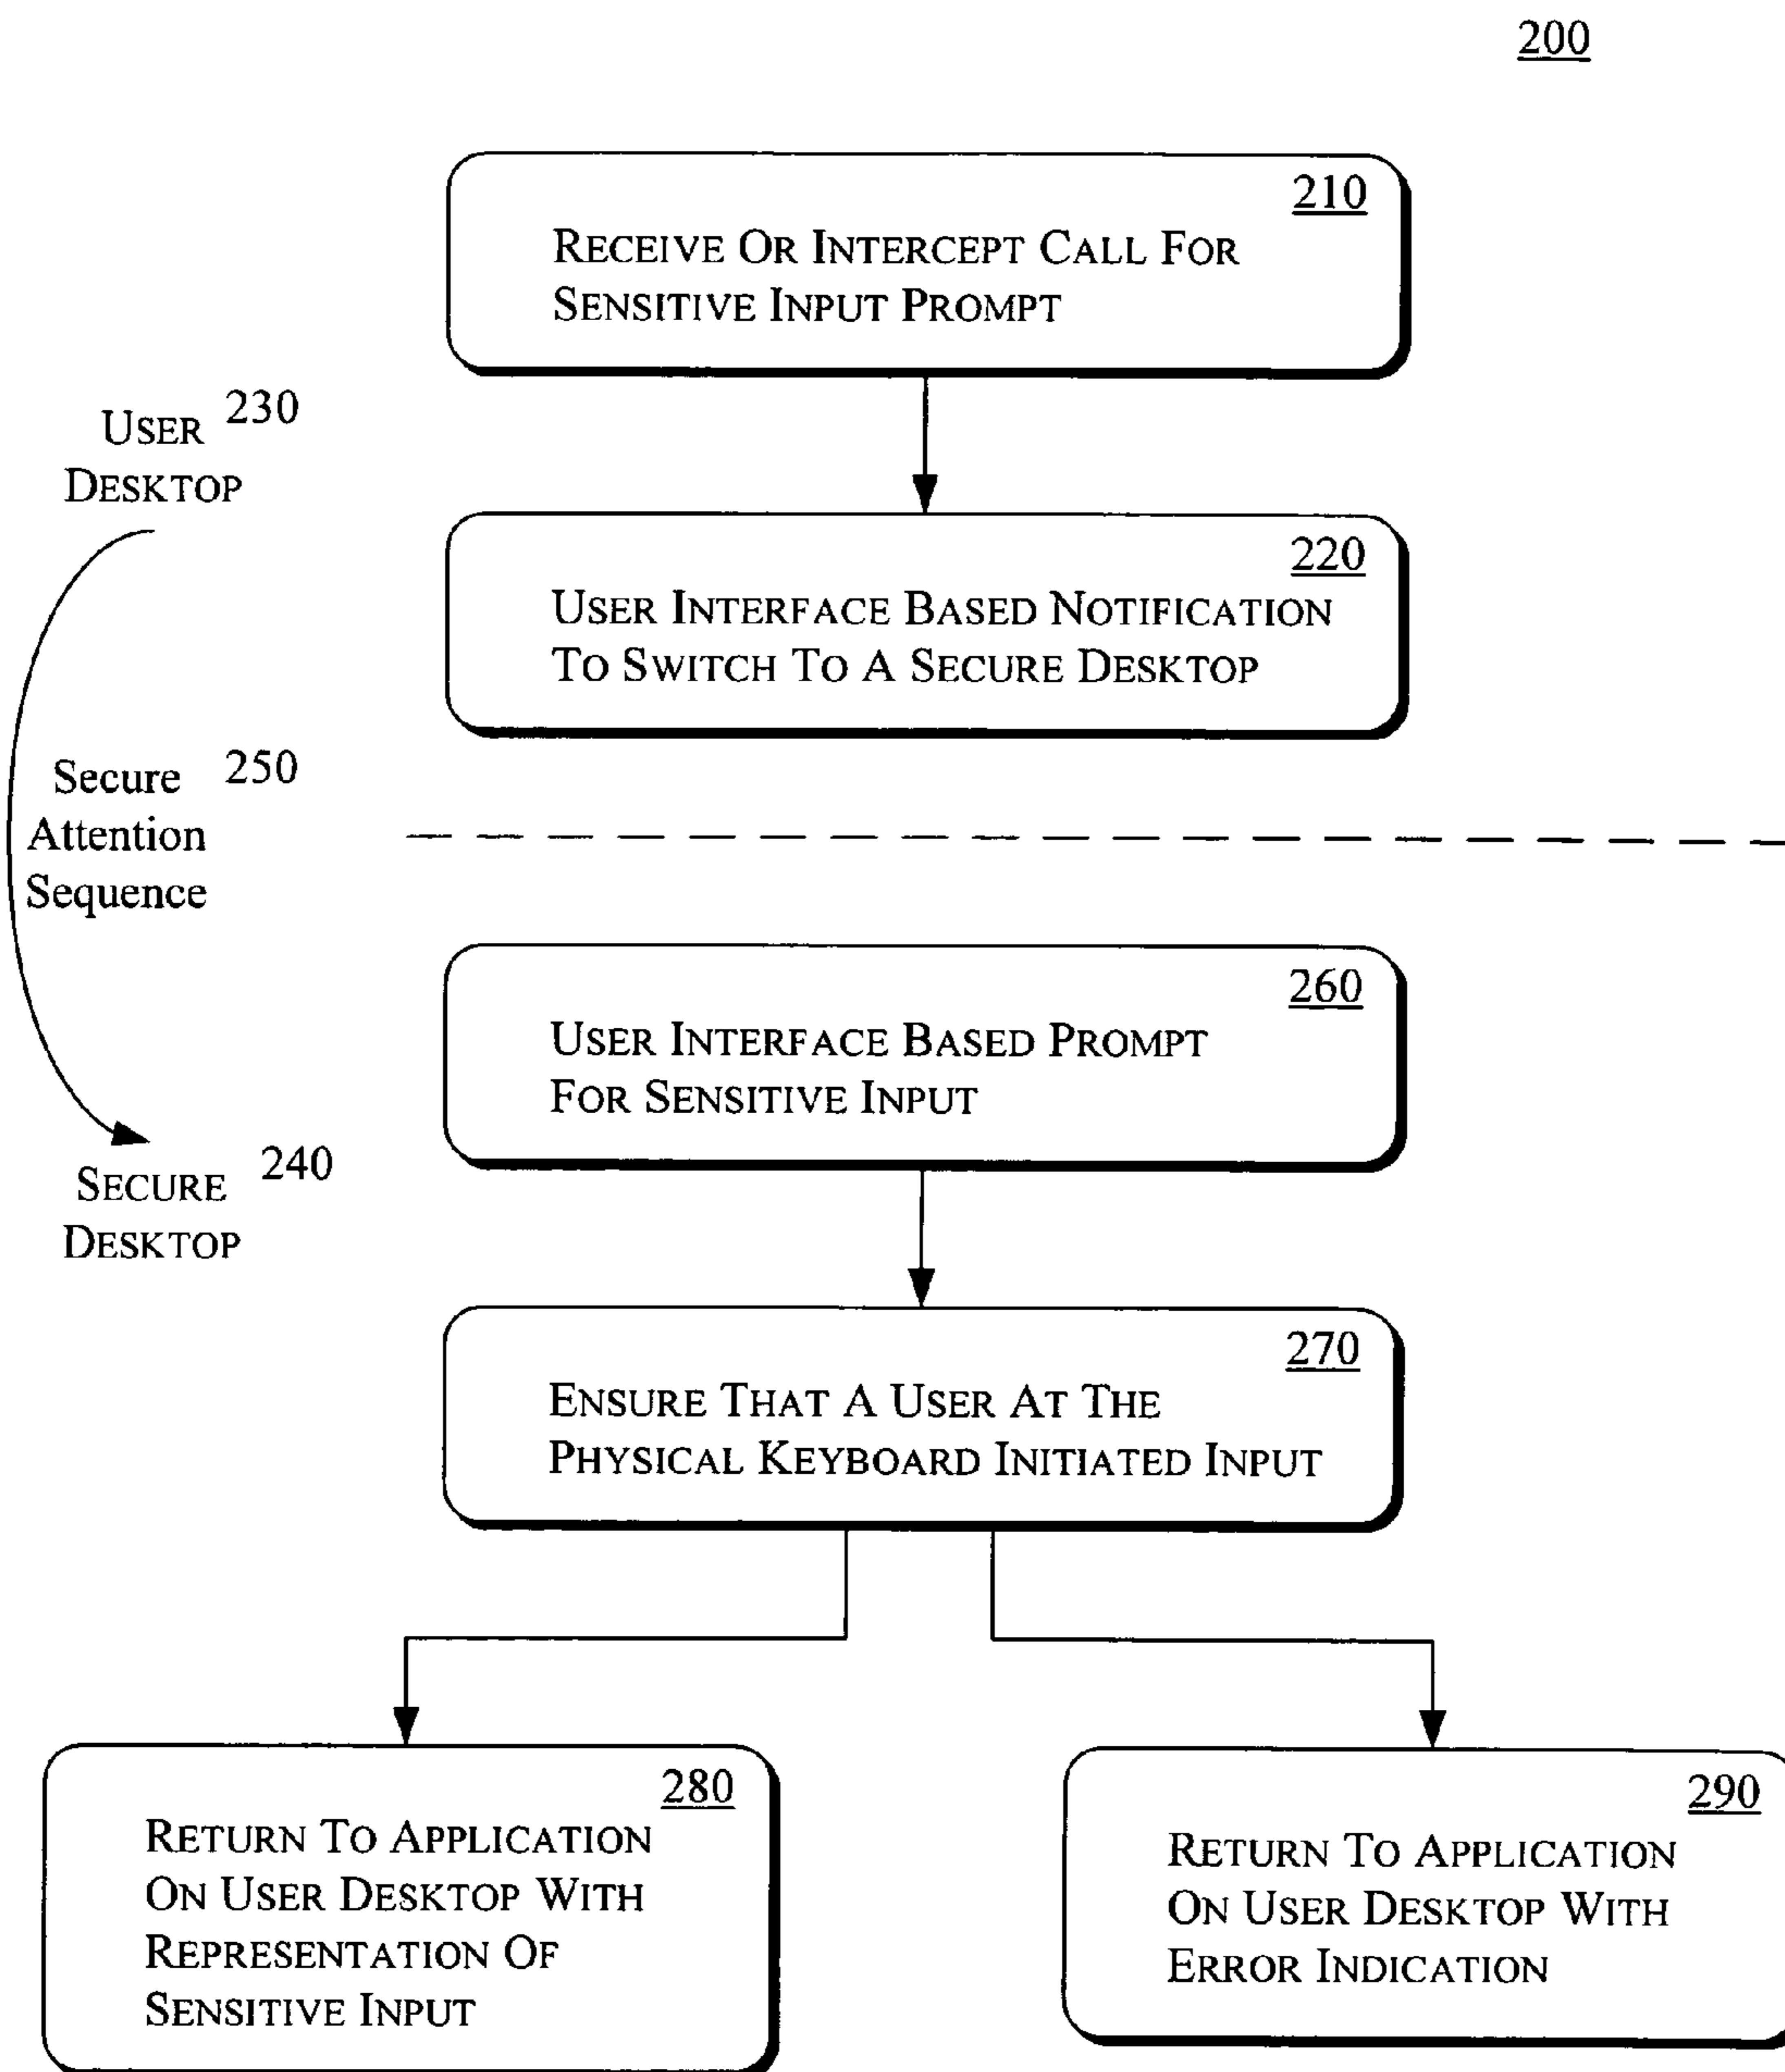 200
210
RECEIVE OR INTERCEPT CALL FOR
SENSITIVE INPUT PROMPT
USER 230
DESKTOP
220
USER INTERFACE BASED NOTIFICATION
TO SWITCH TO A SECURE DESKTOP
Secure 250
Attention
Sequence
260
USER INTERFACE BASED PROMPT
FOR SENSITIVE INPUT
SECURE 240
DESKTOP
270
ENSURE THAT A USER AT THE
PHYSICAL KEYBOARD INITIATED INPUT
280
RETURN TO APPLICATION
ON USER DESKTOP WITH
REPRESENTATION OF
SENSITIVE INPUT
290
RETURN TO APPLICATION
ON USER DESKTOP WITH
ERROR INDICATION